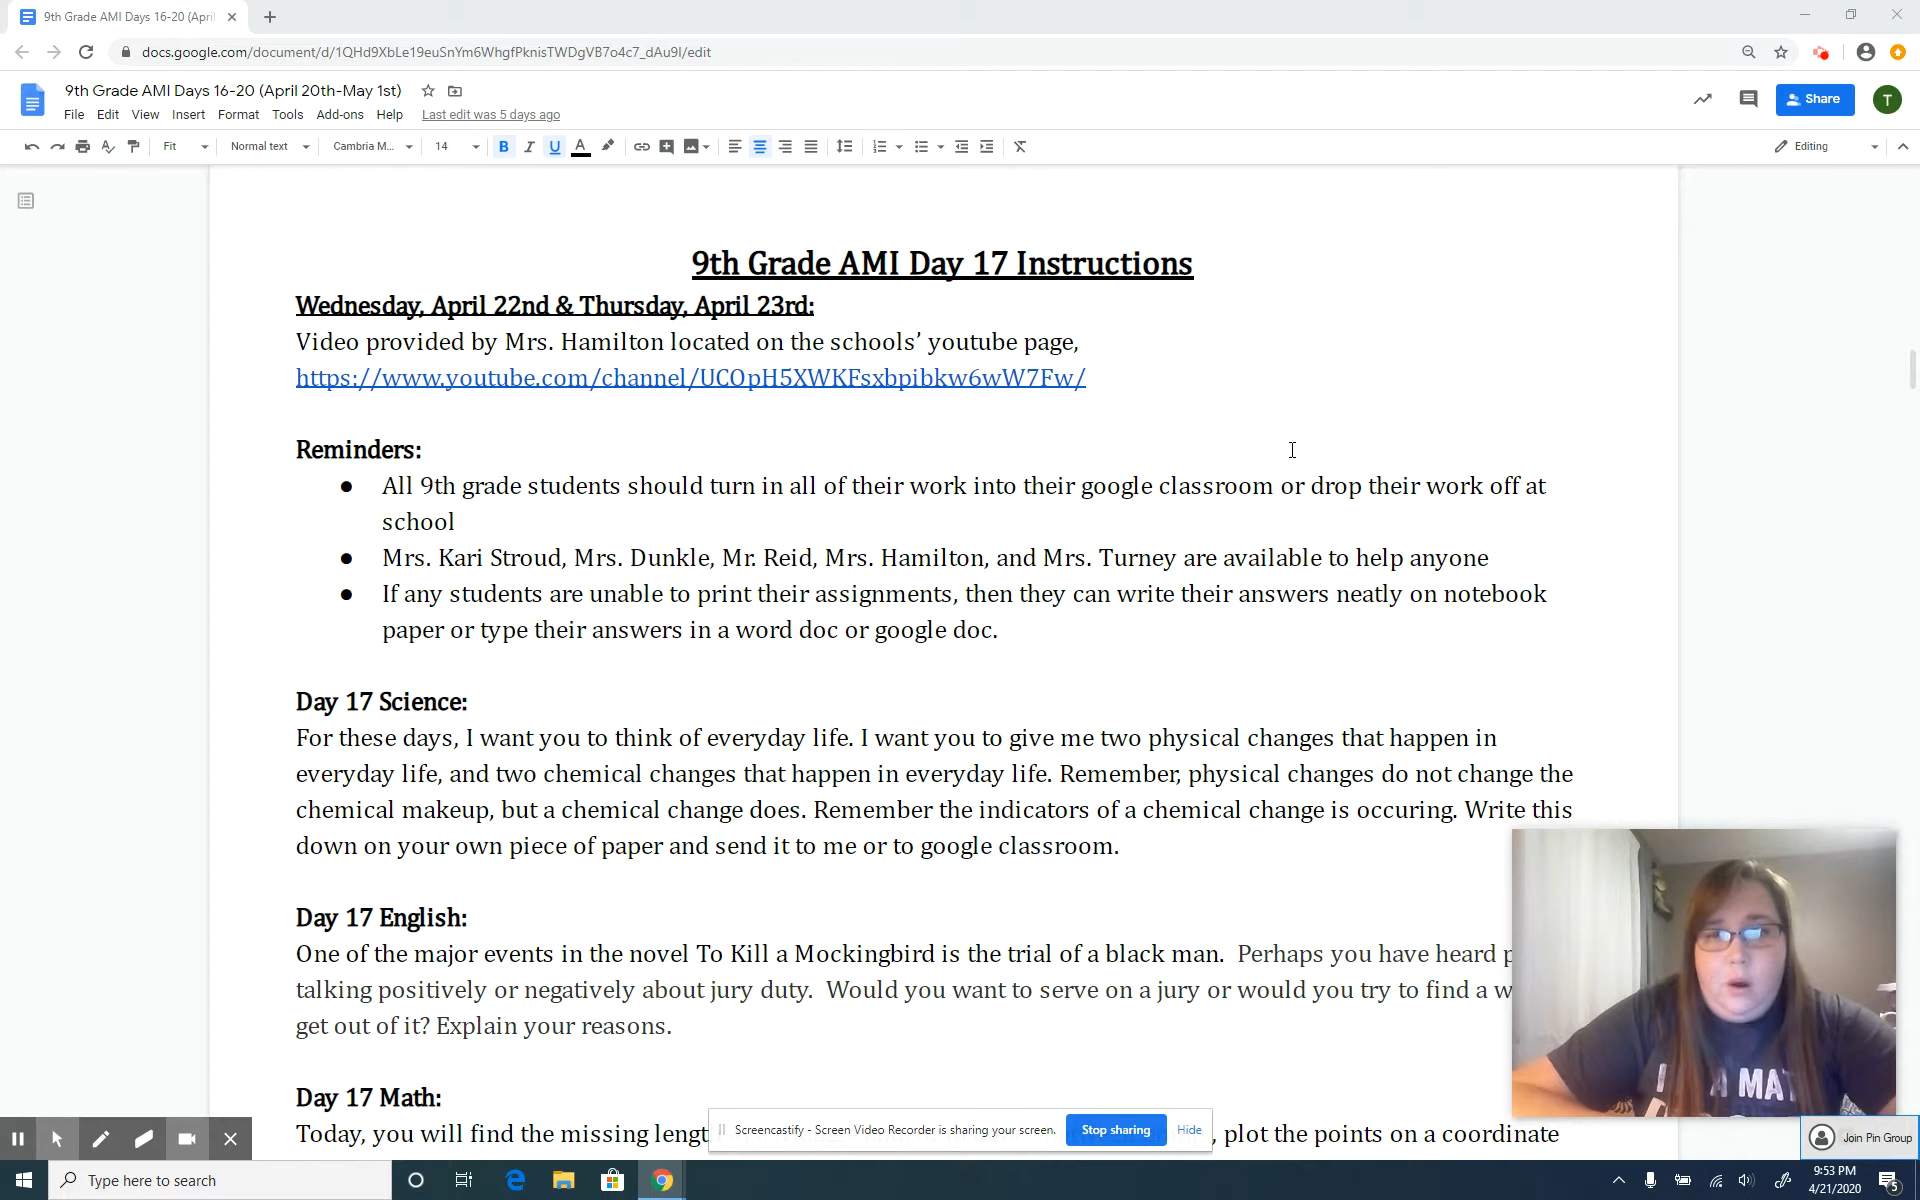 9th Grade AMI Days 16-20 (Apri
docs.google.com/document/d/1QHd9XbLe19euSnYm6WhgfPknisTWDgVB7o4c7_dAu9I/edit
9th Grade AMI Days 16-20 (April 20th-May 1st)
File Edit View Insert Format Tools Add-ons Help Last edit was 5 days ago
Share
T
Fit Normal text Cambria M... 14 B I U A Editing
9th Grade AMI Day 17 Instructions
Wednesday, April 22nd & Thursday, April 23rd:
Video provided by Mrs. Hamilton located on the schools’ youtube page,
https://www.youtube.com/channel/UCOpH5XWKFsxbpibkw6wW7Fw/
Reminders:
● All 9th grade students should turn in all of their work into their google classroom or drop their work off at
school
● Mrs. Kari Stroud, Mrs. Dunkle, Mr. Reid, Mrs. Hamilton, and Mrs. Turney are available to help anyone
● If any students are unable to print their assignments, then they can write their answers neatly on notebook
paper or type their answers in a word doc or google doc.
Day 17 Science:
For these days, I want you to think of everyday life. I want you to give me two physical changes that happen in
everyday life, and two chemical changes that happen in everyday life. Remember, physical changes do not change the
chemical makeup, but a chemical change does. Remember the indicators of a chemical change is occuring. Write this
down on your own piece of paper and send it to me or to google classroom.
Day 17 English:
One of the major events in the novel To Kill a Mockingbird is the trial of a black man.  Perhaps you have heard p
talking positively or negatively about jury duty.  Would you want to serve on a jury or would you try to find a w
get out of it? Explain your reasons.
Day 17 Math:
Today, you will find the missing lengt , plot the points on a coordinate
Screencastify - Screen Video Recorder is sharing your screen. Stop sharing Hide
Join Pin Group
Type here to search
9:53 PM
4/21/2020
5